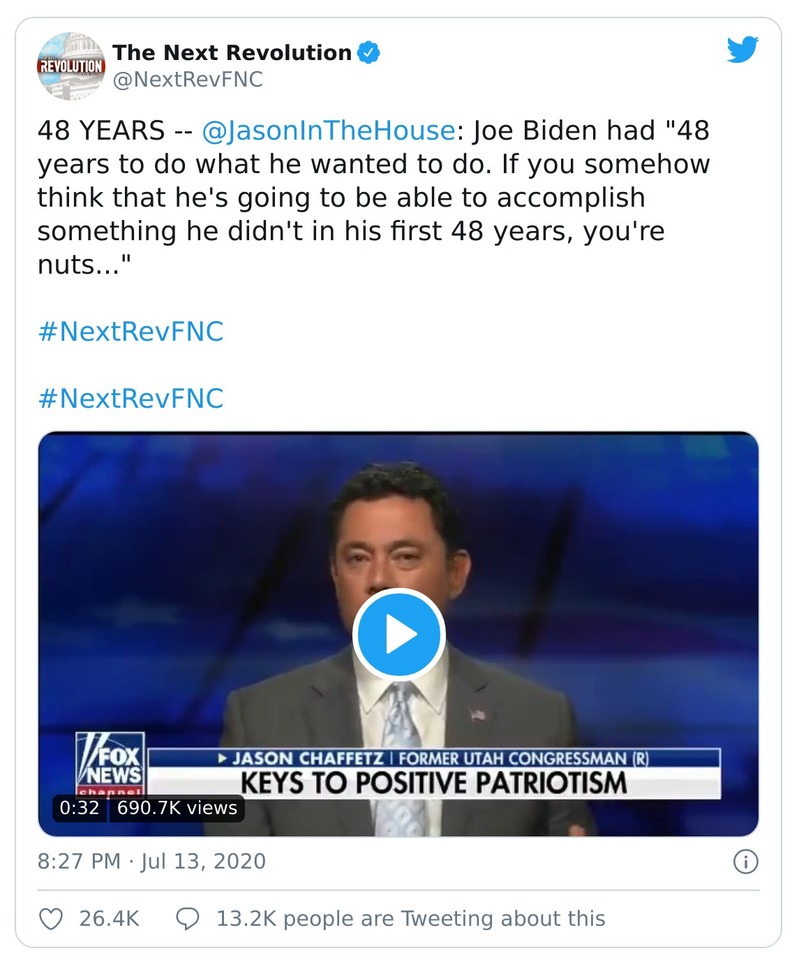 REVOLUTION
The Next Revolution
@NextRevFNC
48 YEARS -- @JasonInTheHouse: Joe Biden had "48
years to do what he wanted to do. If you somehow
think that he's going to be able to accomplish
something he didn't in his first 48 years, you're
nuts..."
#NextRevFNC
#NextRevFNC
FOX
NEWS
channel
JASON CHAFFETZ | FORMER UTAH CONGRESSMAN (R)
KEYS TO POSITIVE PATRIOTISM
0:32 690.7K views
8:27 PM · Jul 13, 2020
26.4K 13.2K people are Tweeting about this